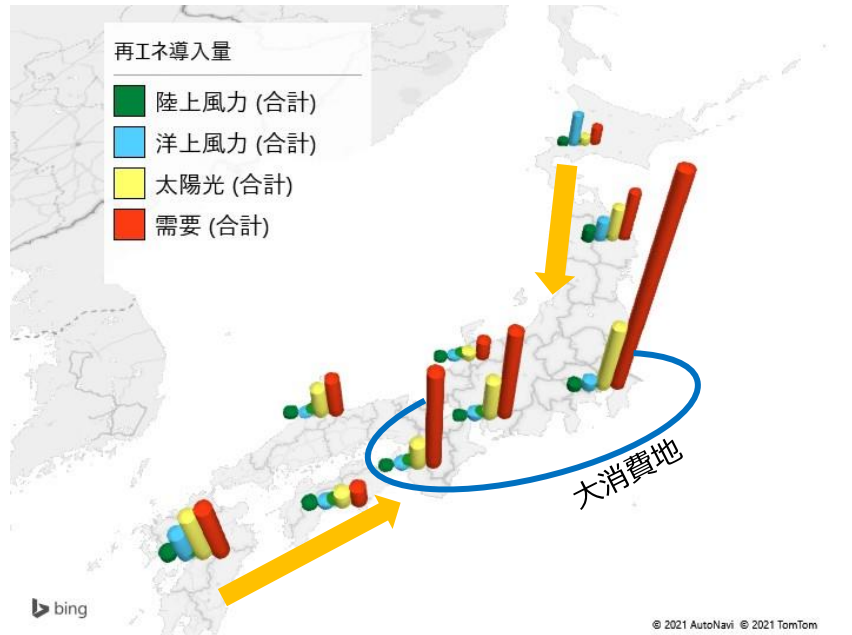 再エネ導入量
陸上風力 (合計)
洋上風力 (合計)
太陽光 (合計)
需要 (合計)
大消費地
bing
© 2021 AutoNavi © 2021 TomTom